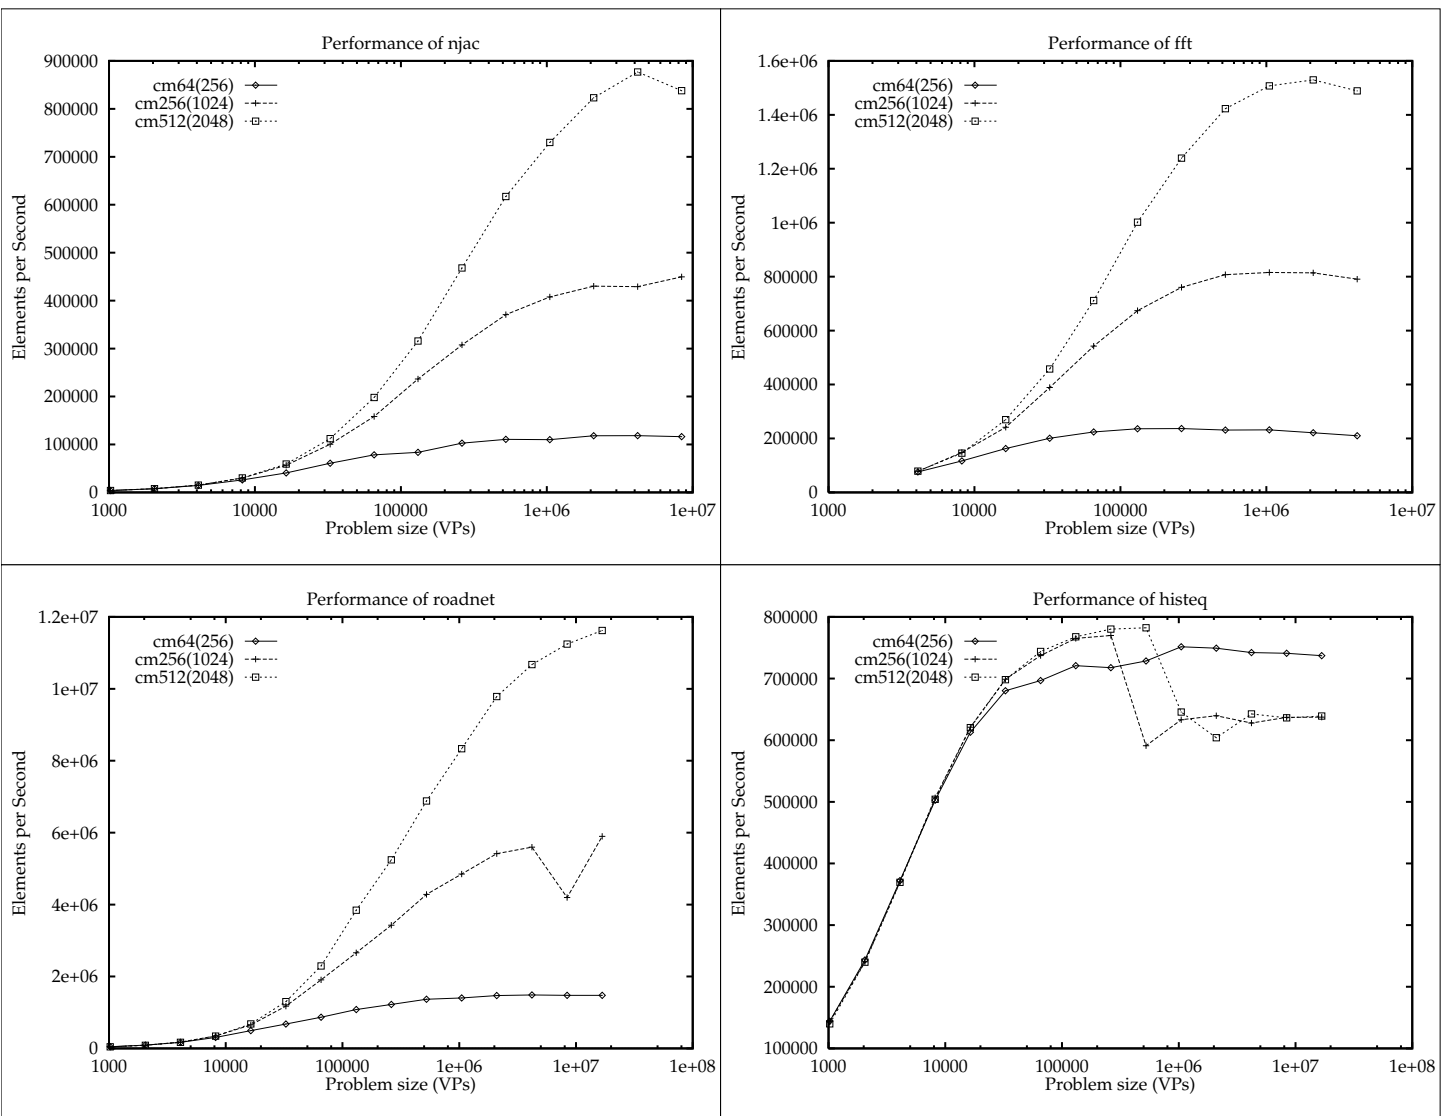 Performance of njac
900000
800000
700000
600000
500000
400000
300000
200000
100000
0
Elements per Second
cm64(256)
cm256(1024)
cm512(2048)
1000 10000 100000 1e+06 1e+07
Problem size (VPs)
Performance of fft
1.6e+06
1.4e+06
1.2e+06
1e+06
800000
600000
400000
200000
0
Elements per Second
cm64(256)
cm256(1024)
cm512(2048)
1000 10000 100000 1e+06 1e+07
Problem size (VPs)
Performance of roadnet
1.2e+07
1e+07
8e+06
6e+06
4e+06
2e+06
0
Elements per Second
cm64(256)
cm256(1024)
cm512(2048)
1000 10000 100000 1e+06 1e+07 1e+08
Problem size (VPs)
Performance of histeq
800000
700000
600000
500000
400000
300000
200000
100000
Elements per Second
cm64(256)
cm256(1024)
cm512(2048)
1000 10000 100000 1e+06 1e+07 1e+08
Problem size (VPs)